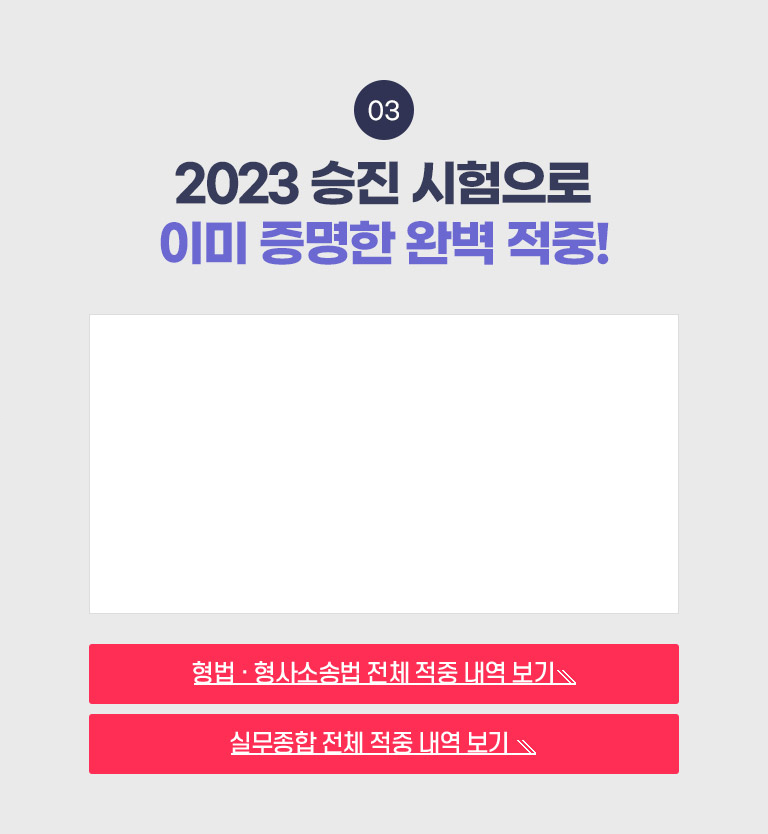 03
2023 승진 시험으로
이미 증명한 완벽 적중!
형법 · 형사소송법 전체 적중 내역 보기
실무종합 전체 적중 내역 보기